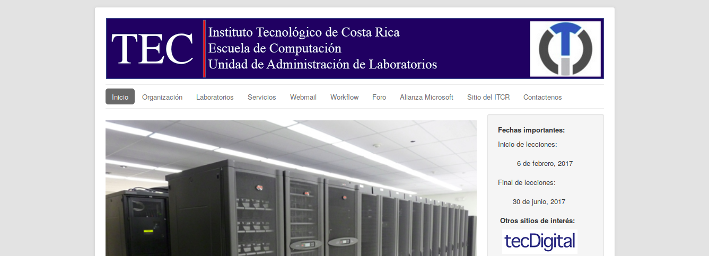 TEC
Instituto Tecnológico de Costa Rica
Escuela de Computación
Unidad de Administración de Laboratorios
Inicio Organización Laboratorios Servicios Webmail Workflow Foro Alianza Microsoft Sitio del ITCR Contactenos
Fechas importantes:
Inicio de lecciones:
6 de febrero, 2017
Final de lecciones:
30 de junio, 2017
Otros sitios de interés:
tecDigital